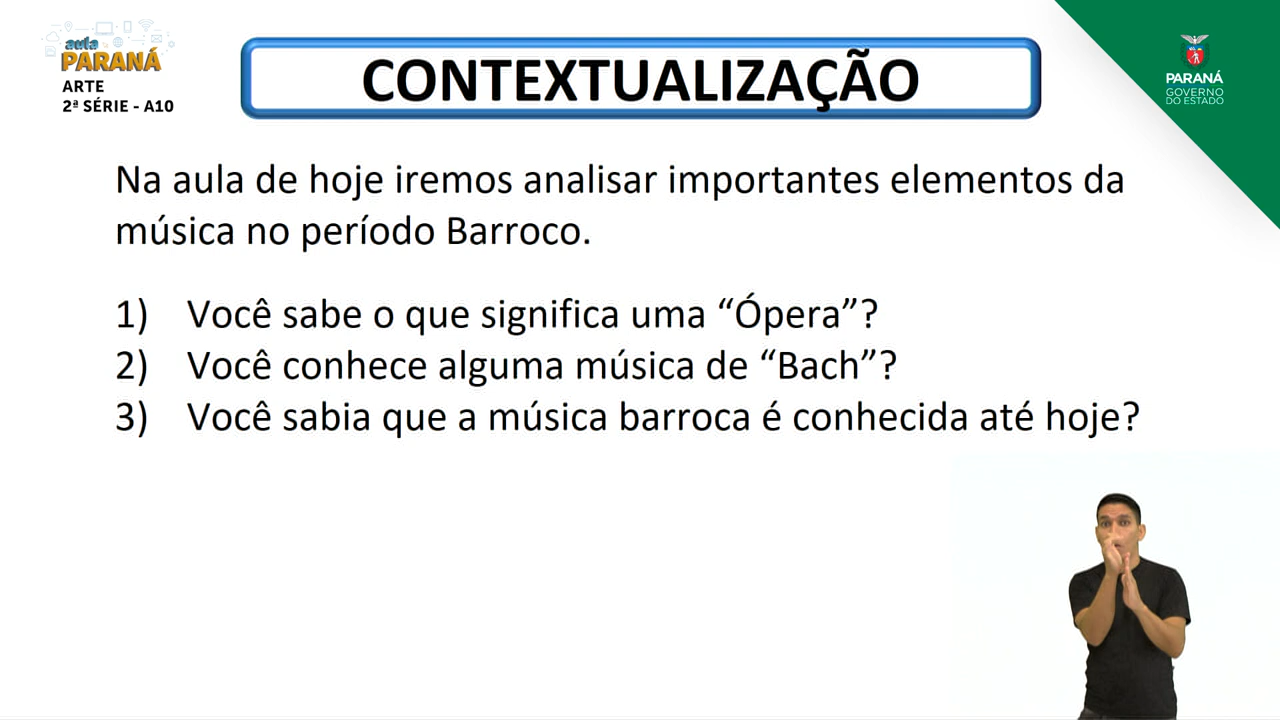 aula
PARANÁ
ARTE
2ª SÉRIE - A10
CONTEXTUALIZAÇÃO
PARANÁ
GOVERNO
DO ESTADO
Na aula de hoje iremos analisar importantes elementos da
música no período Barroco.
1) Você sabe o que significa uma “Ópera”?
2) Você conhece alguma música de “Bach”?
3) Você sabia que a música barroca é conhecida até hoje?